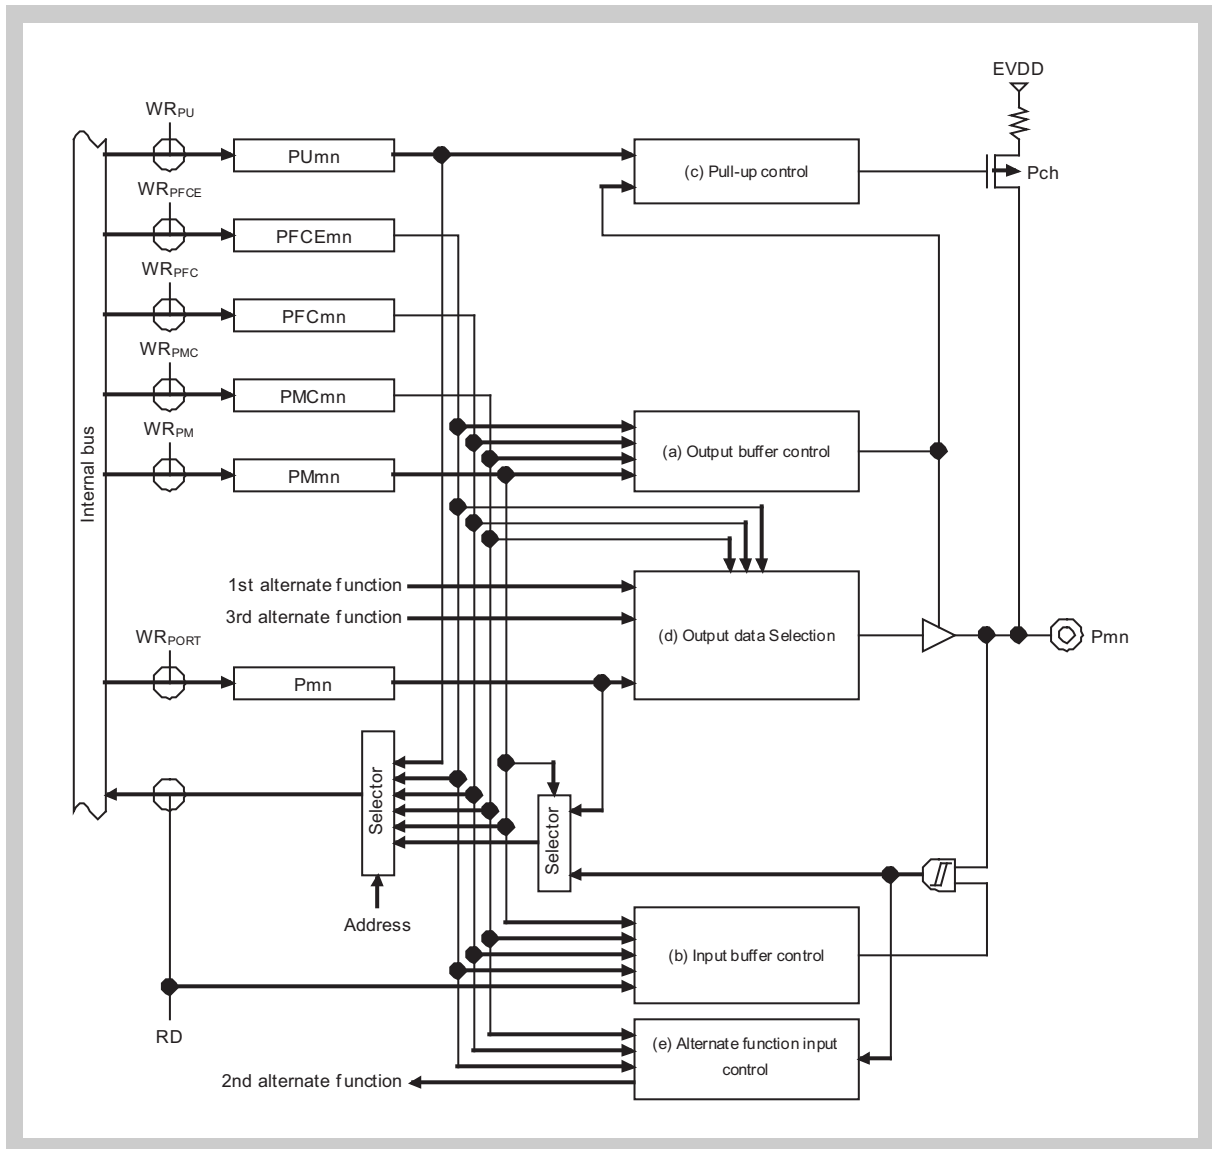 EVDD
WRPU
PUmn
(c) Pull-up control
Pch
WRPFCE
PFCEmn
WRPFC
PFCmn
WRPMC
PMCmn
WRPM
PMmn
(a) Output buffer control
Internal bus
1st alternate function
3rd alternate function
(d) Output data Selection
Pmn
WRPORT
Pmn
Selector
Selector
Address
(b) Input buffer control
RD
(e) Alternate function input
control
2nd alternate function